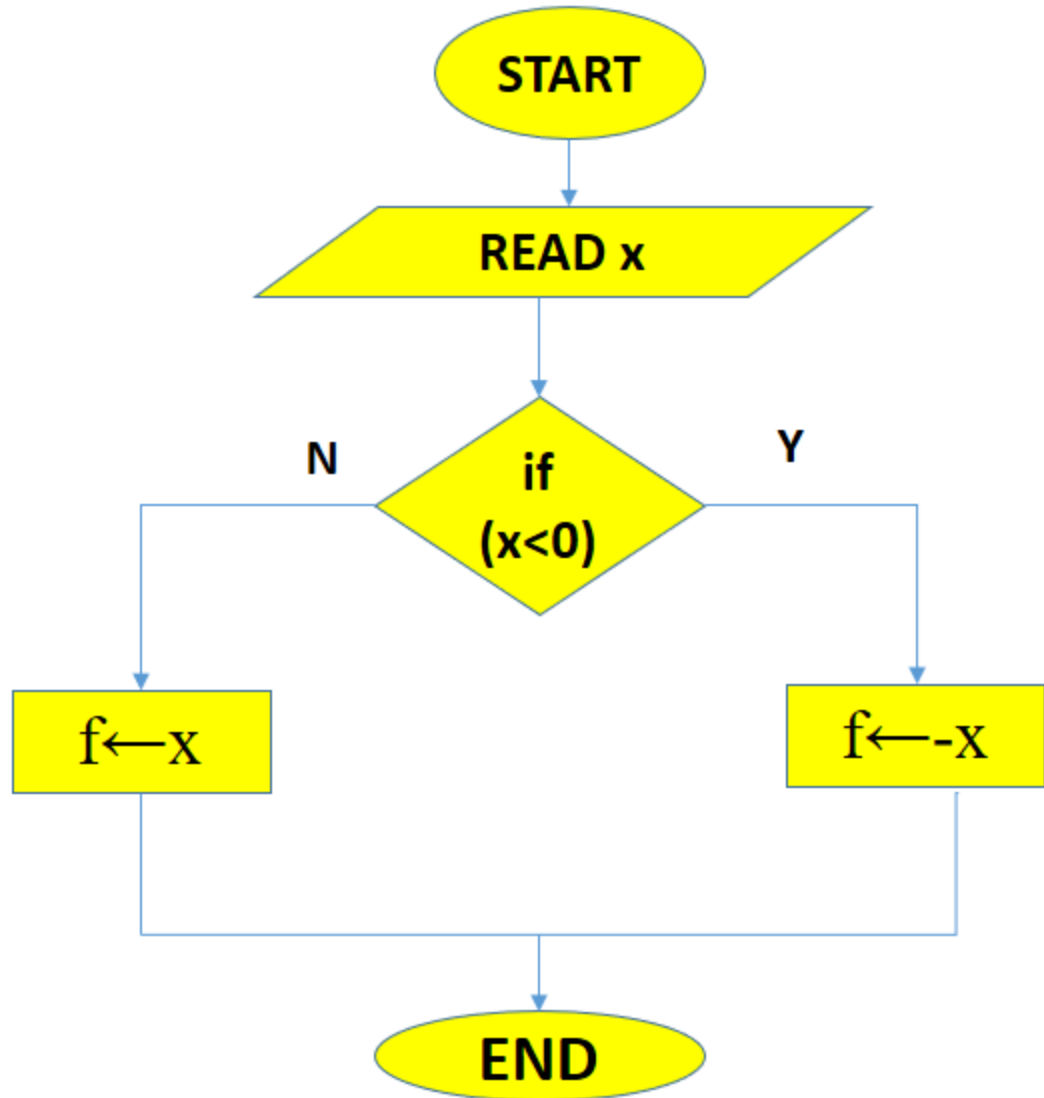 START
READ x
N
Y
if
(x<0)
f←x
f←-x
END